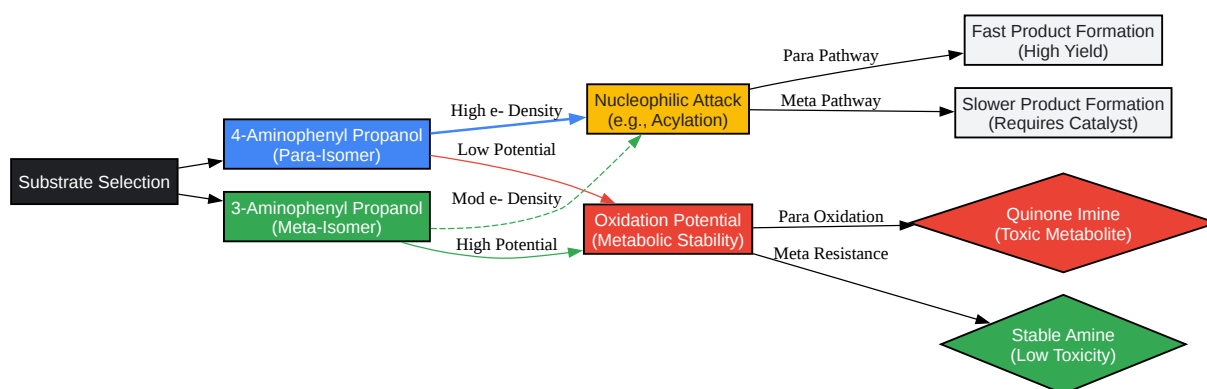 Substrate Selection
4-Aminophenyl Propanol
(Para-Isomer)
3-Aminophenyl Propanol
(Meta-Isomer)
High e- Density
Low Potential
Mod e- Density
High Potential
Nucleophilic Attack
(e.g., Acylation)
Oxidation Potential
(Metabolic Stability)
Para Pathway
Meta Pathway
Para Oxidation
Meta Resistance
Fast Product Formation
(High Yield)
Slower Product Formation
(Requires Catalyst)
Quinone Imine
(Toxic Metabolite)
Stable Amine
(Low Toxicity)